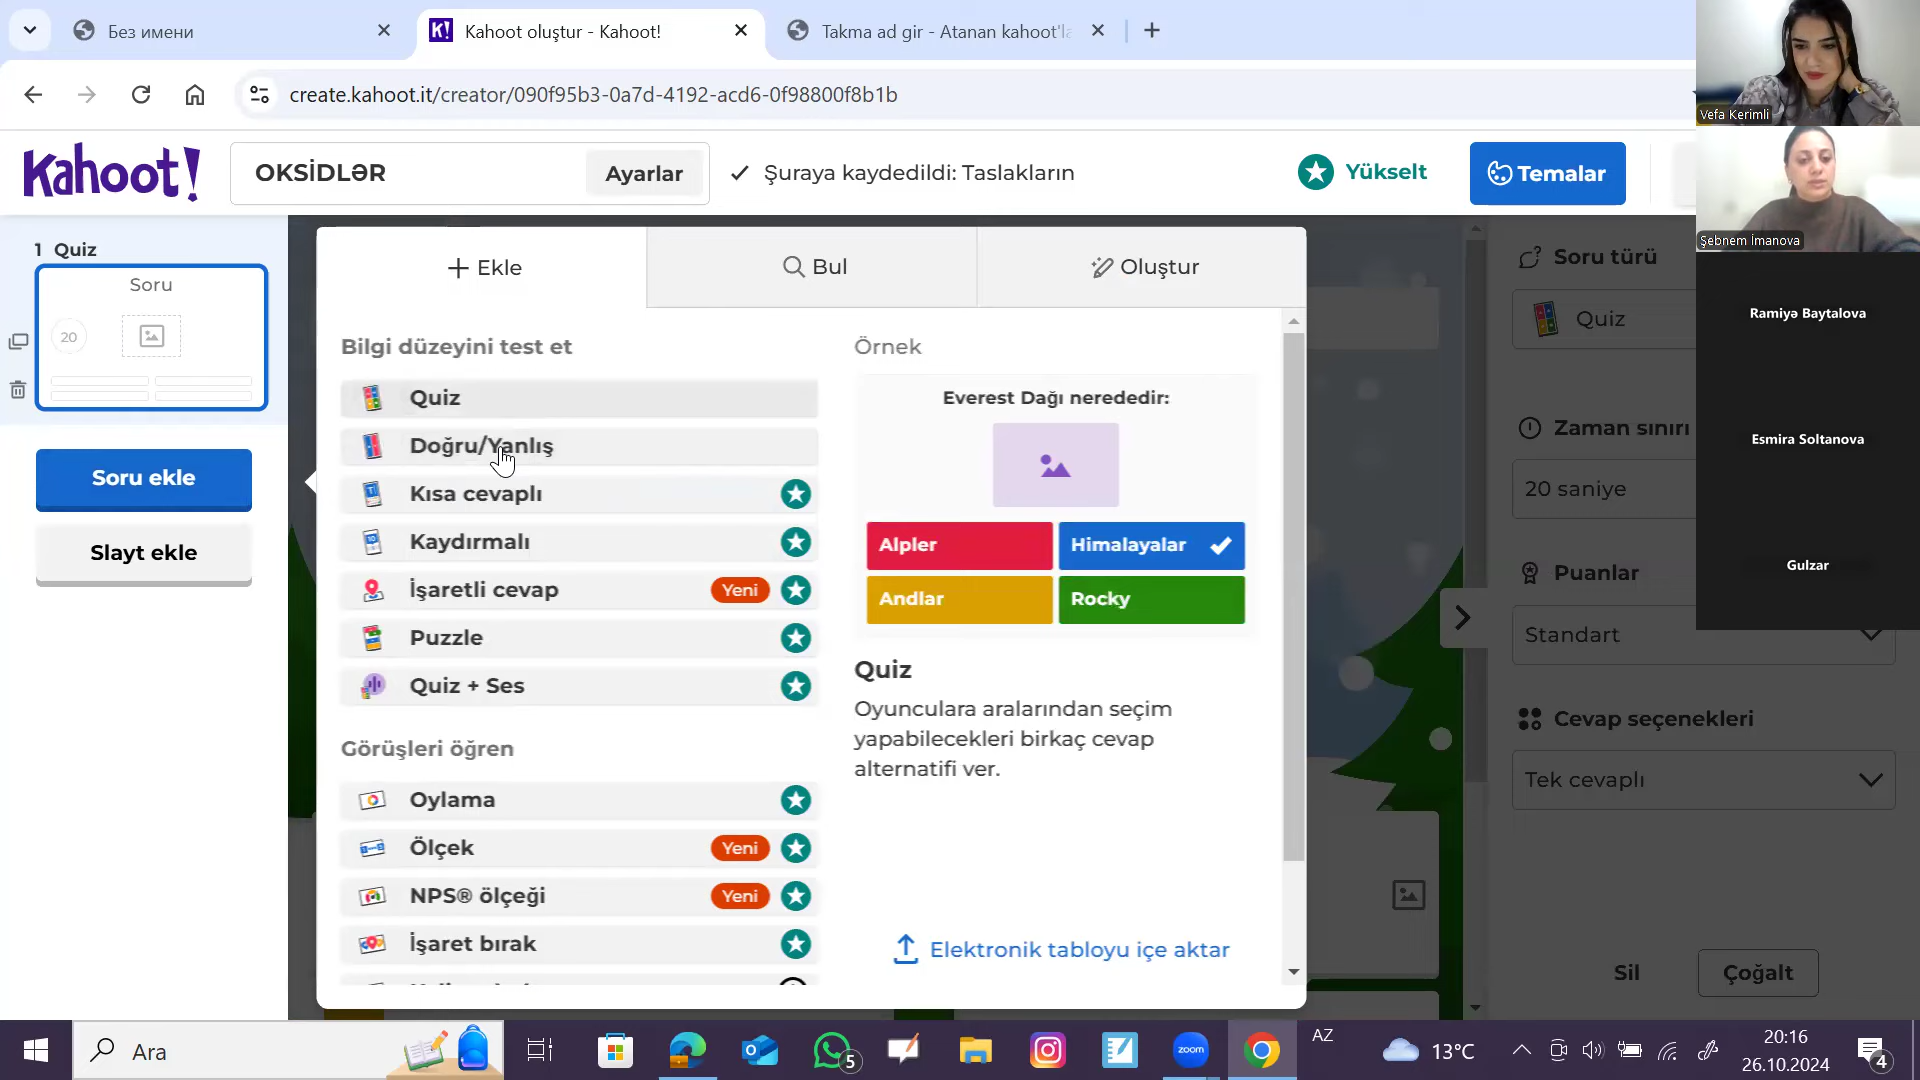 Без имени
Kahoot oluştur - Kahoot!
Takma ad gir - Atanan kahoot'la
create.kahoot.it/creator/090f95b3-0a7d-4192-acd6-0f98800f8b1b
Kahoot!
OKSİDLƏR
Ayarlar
Şuraya kaydedildi: Taslakların
Yükselt
Temalar
Vefa Kerimli
Şebnem İmanova
Ramiyə Baytalova
Esmira Soltanova
Gulzar
1 Quiz
Soru
20
Soru ekle
Slayt ekle
Ekle
Bul
Oluştur
Bilgi düzeyini test et
Quiz
Doğru/Yanlış
Kısa cevaplı
Kaydırmalı
İşaretli cevap Yeni
Puzzle
Quiz + Ses
Görüşleri öğren
Oylama
Ölçek Yeni
NPS® ölçeği Yeni
İşaret bırak
Örnek
Everest Dağı nerededir:
Alpler
Himalayalar
Andlar
Rocky
Quiz
Oyunculara aralarından seçim
yapabilecekleri birkaç cevap
alternatifi ver.
Elektronik tabloyu içe aktar
Soru türü
Quiz
Zaman sınırı
20 saniye
Puanlar
Standart
Cevap seçenekleri
Tek cevaplı
Sil
Çoğalt
Ara
5
zoom
AZ
13°C
20:16
26.10.2024
4